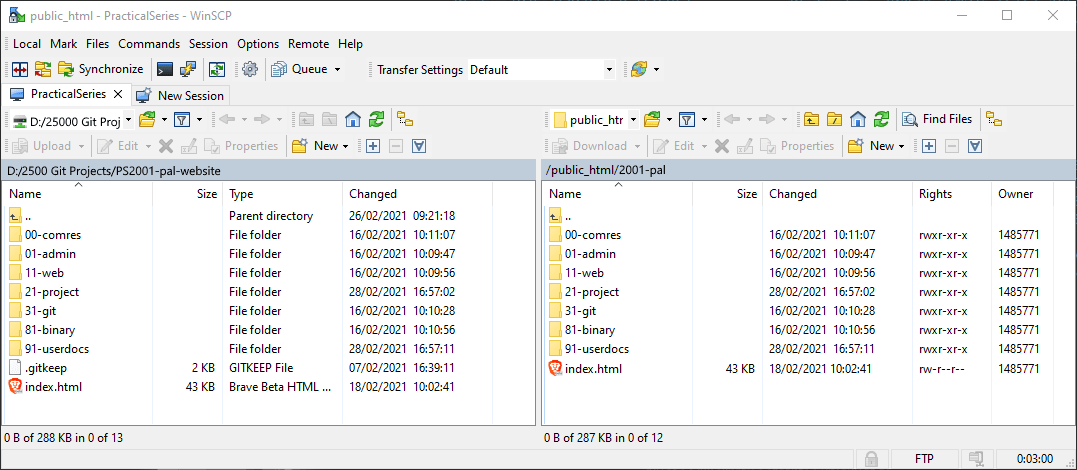 public_html - PracticalSeries - WinSCP
Local Mark Files Commands Session Options Remote Help
Synchronize Queue Transfer Settings Default
PracticalSeries New Session
D:/25000 Git Proj public_htr Find Files
Upload Edit Properties New Download Edit Properties New
D:/2500 Git Projects/PS2001-pal-website /public_html/2001-pal
Name Size Type Changed Name Size Changed Rights Owner
.. Parent directory 26/02/2021 09:21:18 ..
00-comres File folder 16/02/2021 10:11:07 00-comres 16/02/2021 10:11:07 rwxr-xr-x 1485771
01-admin File folder 16/02/2021 10:09:47 01-admin 16/02/2021 10:09:47 rwxr-xr-x 1485771
11-web File folder 16/02/2021 10:09:56 11-web 16/02/2021 10:09:56 rwxr-xr-x 1485771
21-project File folder 28/02/2021 16:57:02 21-project 28/02/2021 16:57:02 rwxr-xr-x 1485771
31-git File folder 16/02/2021 10:10:28 31-git 16/02/2021 10:10:28 rwxr-xr-x 1485771
81-binary File folder 16/02/2021 10:10:56 81-binary 16/02/2021 10:10:56 rwxr-xr-x 1485771
91-userdocs File folder 28/02/2021 16:57:11 91-userdocs 28/02/2021 16:57:11 rwxr-xr-x 1485771
.gitkeep 2 KB GITKEEP File 07/02/2021 16:39:11 index.html 43 KB 18/02/2021 10:02:41 rw-r--r-- 1485771
index.html 43 KB Brave Beta HTML ... 18/02/2021 10:02:41
0 B of 288 KB in 0 of 13 0 B of 287 KB in 0 of 12
FTP 0:03:00